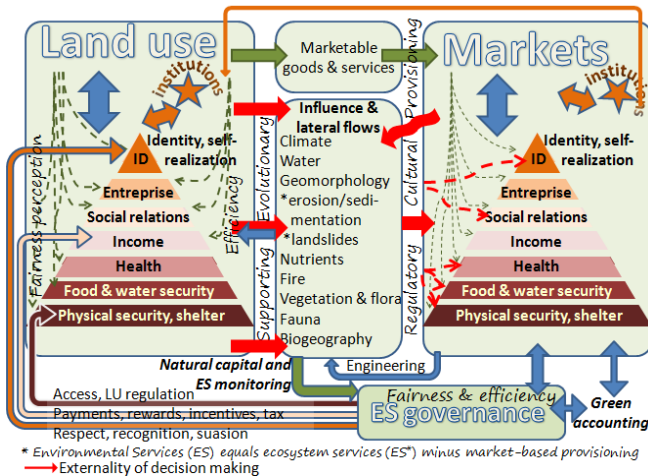 Land use
institutions
Identity, self-
realization
ID
Entreprise
Social relations
Income
Health
Food & water security
Physical security, shelter
Fairness perception
Efficiency
Marketable
goods & services
Provisioning
Influence &
lateral flows
Climate
Water
Geomorphology
*erosion/sedi-
mentation
*landslides
Nutrients
Fire
Vegetation & flora
Fauna
Biogeography
Evolutionary
Supporting
Cultural
Regulatory
Markets
institutions
Identity, self-
realization
ID
Entreprise
Social relations
Income
Health
Food & water security
Physical security, shelter
Natural capital and
ES monitoring
Engineering
Fairness & efficiency
ES governance
Green
accounting
Access, LU regulation
Payments, rewards, incentives, tax
Respect, recognition, suasion
* Environmental Services (ES) equals ecosystem services (ES*) minus market-based provisioning
Externality of decision making